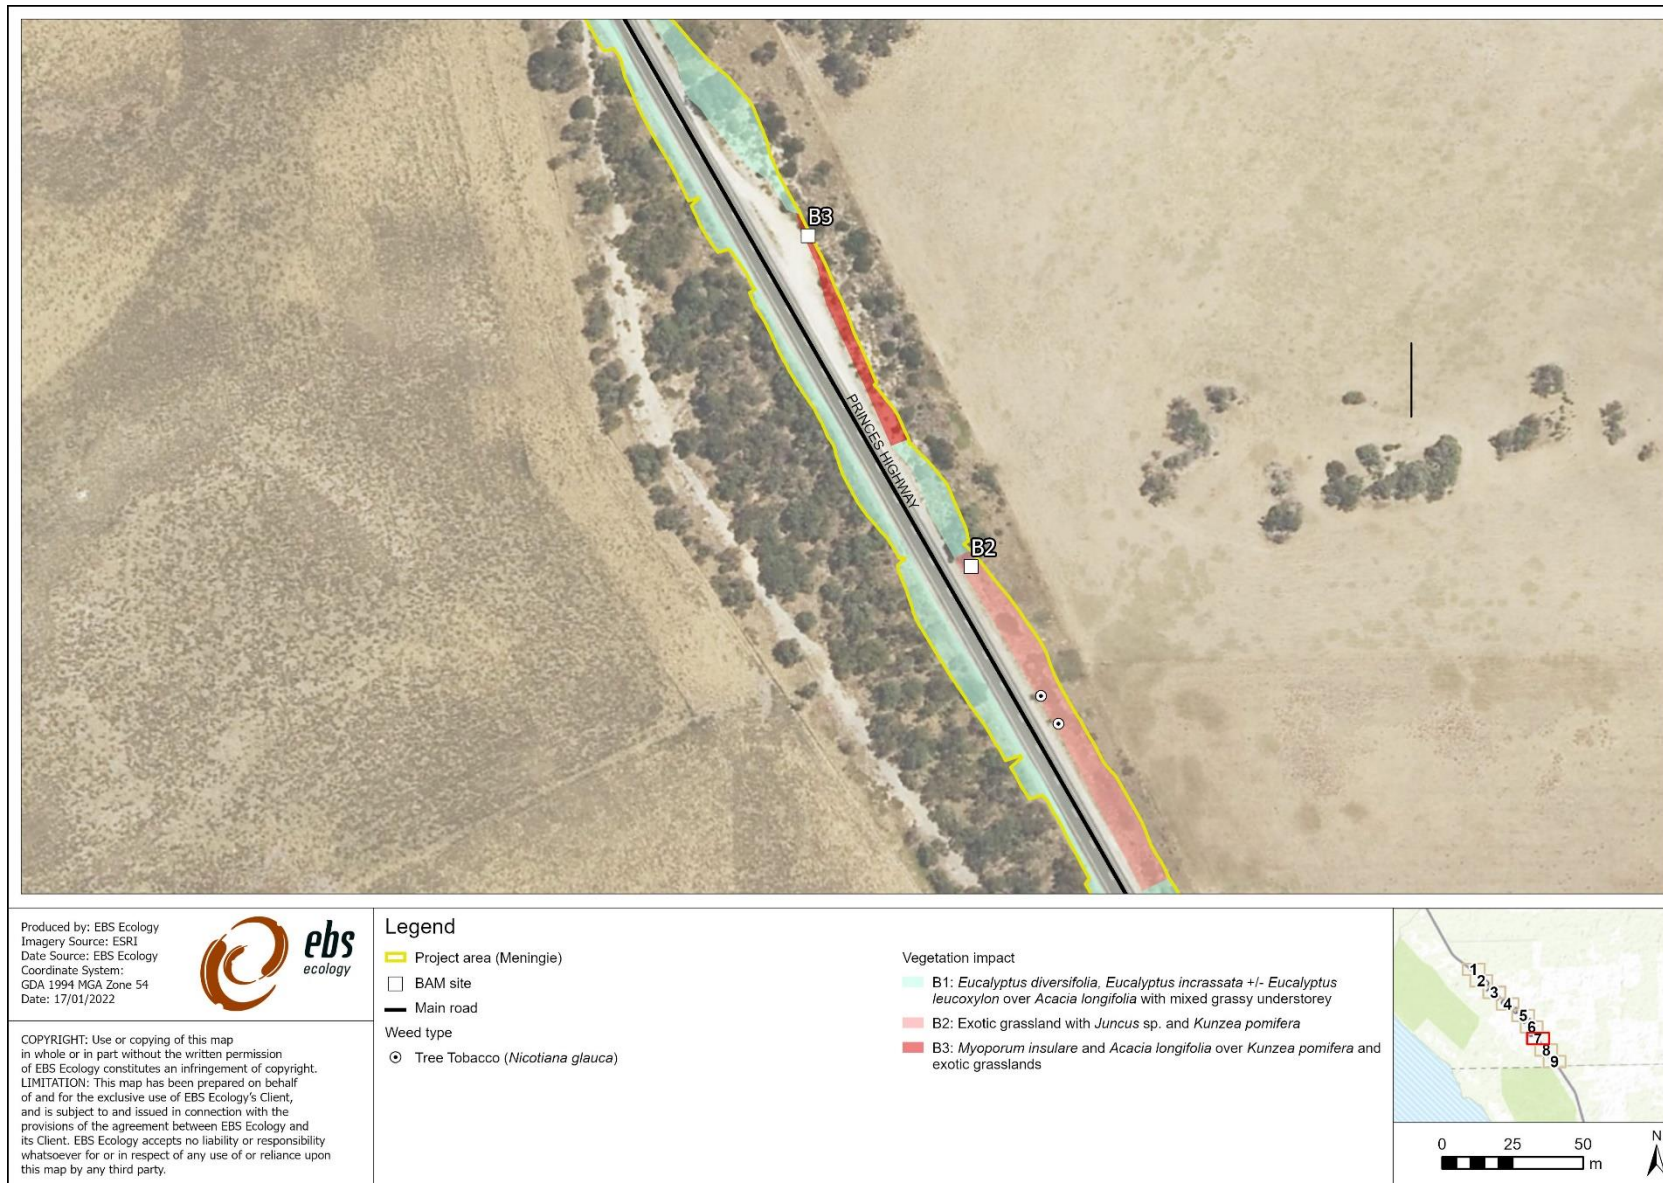 B3
PRINCES HIGHWAY
B2
Produced by: EBS Ecology
Imagery Source: ESRI
Date Source: EBS Ecology
Coordinate System:
GDA 1994 MGA Zone 54
Date: 17/01/2022
ebs
ecology
COPYRIGHT: Use or copying of this map
in whole or in part without the written permission
of EBS Ecology constitutes an infringement of copyright.
LIMITATION: This map has been prepared on behalf
of and for the exclusive use of EBS Ecology's Client,
and is subject to and issued in connection with the
provisions of the agreement between EBS Ecology and
its Client. EBS Ecology accepts no liability or responsibility
whatsoever for or in respect of any use of or reliance upon
this map by any third party.
Legend
Project area (Meningie)
BAM site
Main road
Weed type
Tree Tobacco (Nicotiana glauca)
Vegetation impact
B1: Eucalyptus diversifolia, Eucalyptus incrassata +/- Eucalyptus
leucoxylon over Acacia longifolia with mixed grassy understorey
B2: Exotic grassland with Juncus sp. and Kunzea pomifera
B3: Myoporum insulare and Acacia longifolia over Kunzea pomifera and
exotic grasslands
1
2
3
4
5
6
7
8
9
0 25 50
m
N